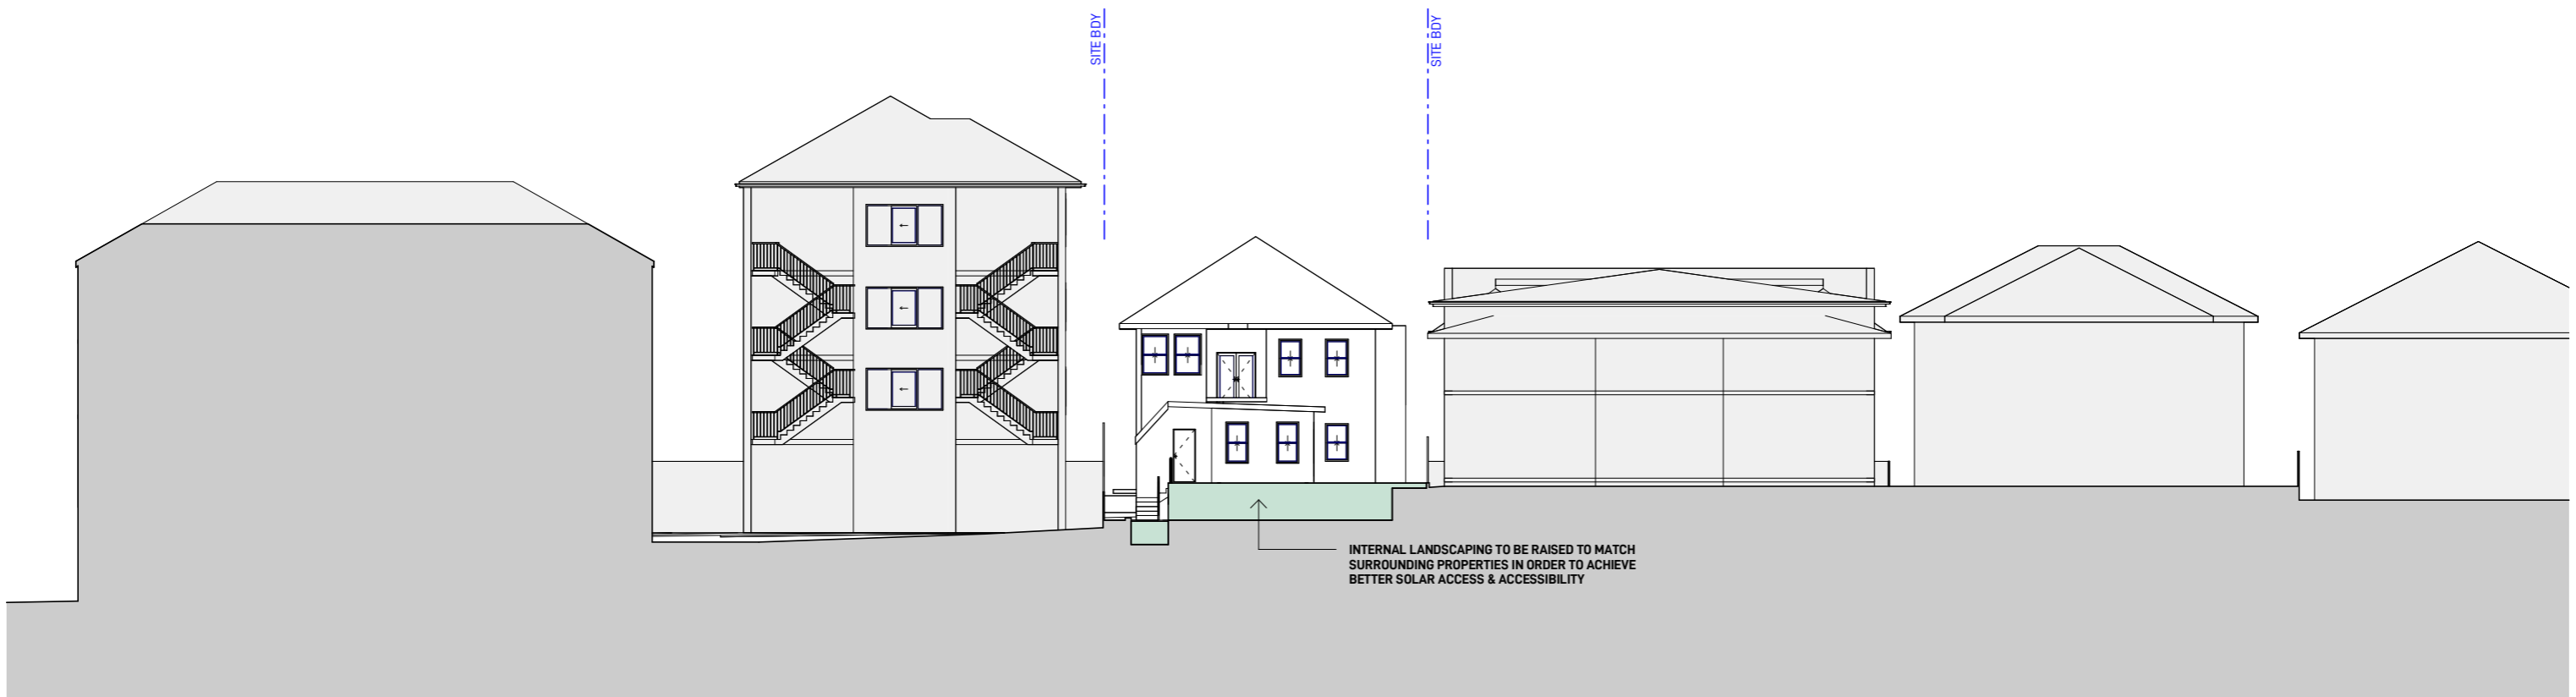 SITE BDY
SITE BDY
INTERNAL LANDSCAPING TO BE RAISED TO MATCH
SURROUNDING PROPERTIES IN ORDER TO ACHIEVE
BETTER SOLAR ACCESS & ACCESSIBILITY